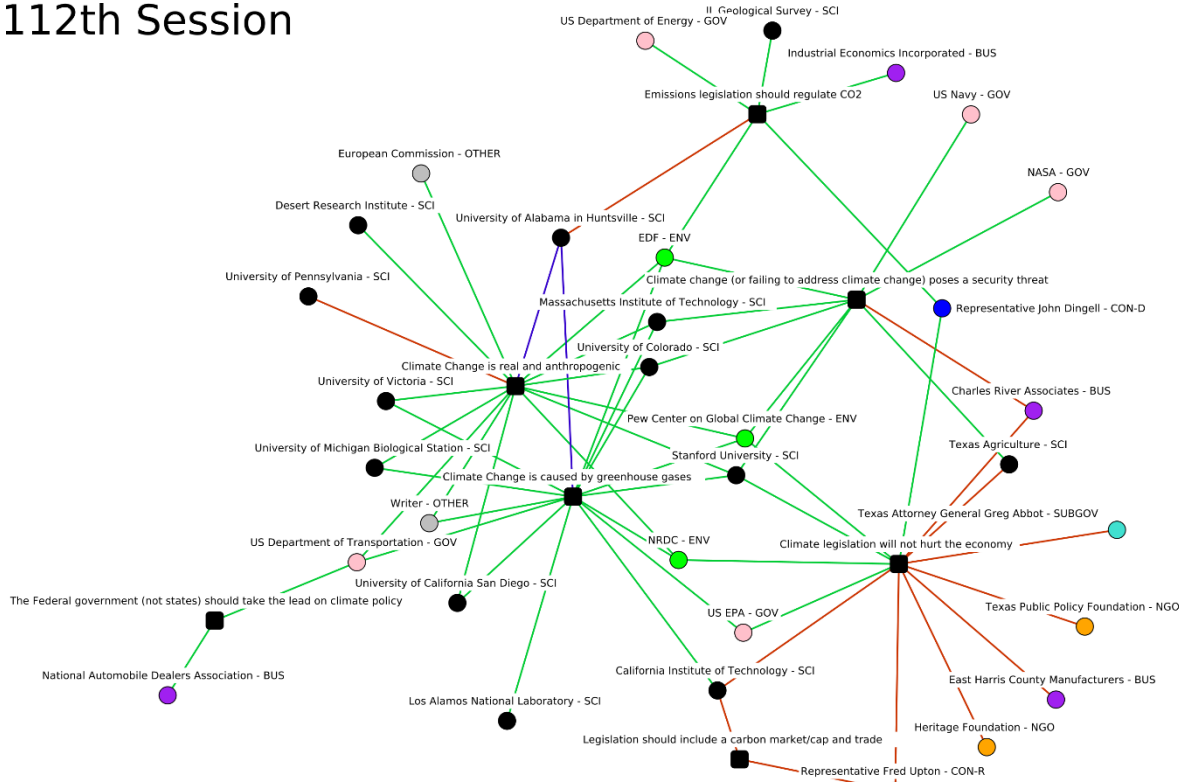 112th Session
IL Geological Survey - SCI
US Department of Energy - GOV
Industrial Economics Incorporated - BUS
Emissions legislation should regulate CO2
US Navy - GOV
European Commission - OTHER
NASA - GOV
Desert Research Institute - SCI
University of Alabama in Huntsville - SCI
EDF - ENV
University of Pennsylvania - SCI
Climate change (or failing to address climate change) poses a security threat
Massachusetts Institute of Technology - SCI
Representative John Dingell - CON-D
University of Colorado - SCI
Climate Change is real and anthropogenic
University of Victoria - SCI
Charles River Associates - BUS
Pew Center on Global Climate Change - ENV
Texas Agriculture - SCI
University of Michigan Biological Station - SCI
Stanford University - SCI
Climate Change is caused by greenhouse gases
Writer - OTHER
Texas Attorney General Greg Abbot - SUBGOV
US Department of Transportation - GOV
NRDC - ENV
Climate legislation will not hurt the economy
University of California San Diego - SCI
The Federal government (not states) should take the lead on climate policy
US EPA - GOV
Texas Public Policy Foundation - NGO
National Automobile Dealers Association - BUS
California Institute of Technology - SCI
East Harris County Manufacturers - BUS
Los Alamos National Laboratory - SCI
Heritage Foundation - NGO
Legislation should include a carbon market/cap and trade
Representative Fred Upton - CON-R